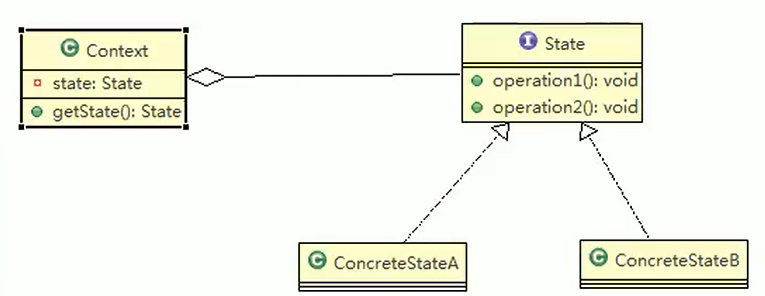 C Context
state: State
getState(): State
I State
operation1(): void
operation2(): void
C ConcreteStateA
C ConcreteStateB